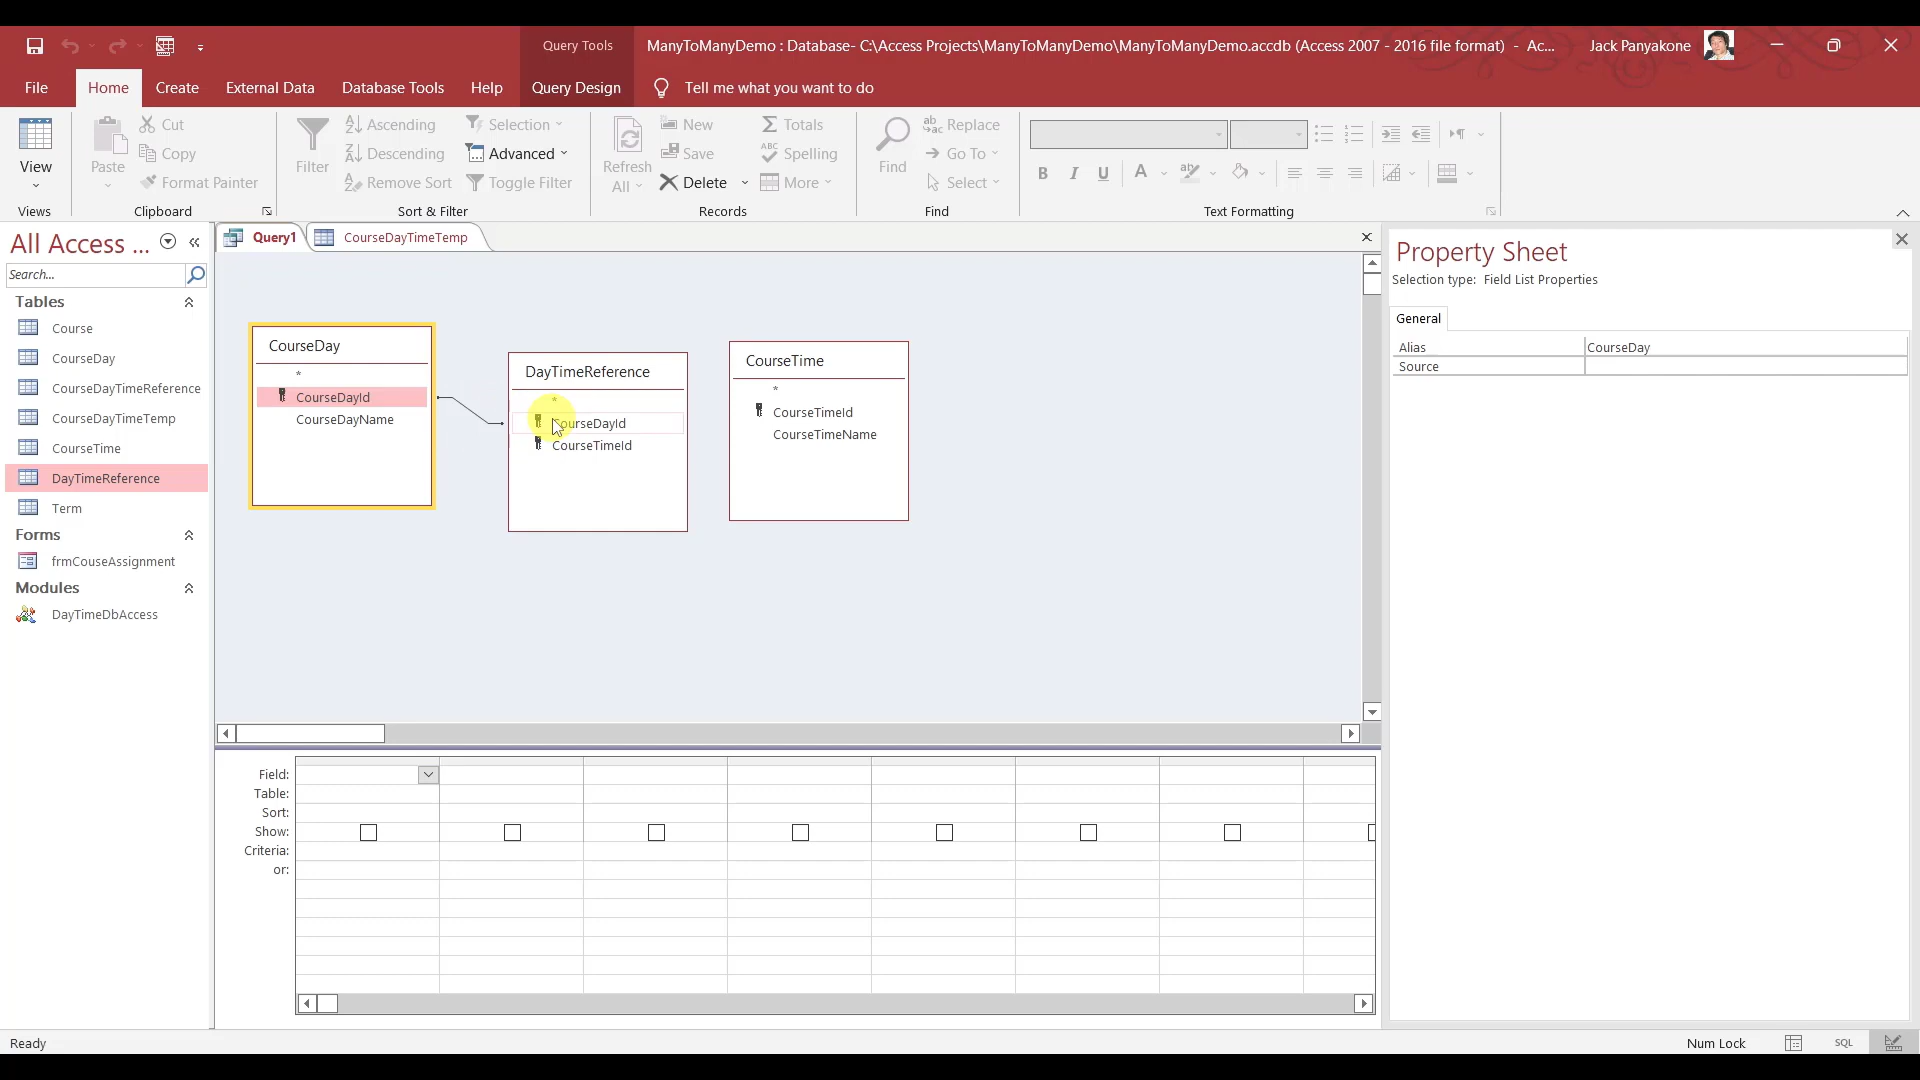 Query Tools
ManyToManyDemo : Database- C:\Access Projects\ManyToManyDemo\ManyToManyDemo.accdb (Access 2007 - 2016 file format) - Ac...
Jack Panyakone
File
Home
Create
External Data
Database Tools
Help
Query Design
Tell me what you want to do
View
Views
Paste
Cut
Copy
Format Painter
Clipboard
Filter
Ascending
Descending
Remove Sort
Selection
Advanced
Toggle Filter
Sort & Filter
Refresh
All
New
Save
Delete
Totals
Spelling
More
Records
Find
Replace
Go To
Select
Find
B I U A
Text Formatting
All Access ...
Search...
Tables
Course
CourseDay
CourseDayTimeReference
CourseDayTimeTemp
CourseTime
DayTimeReference
Term
Forms
frmCouseAssignment
Modules
DayTimeDbAccess
Query1
CourseDayTimeTemp
CourseDay
*
CourseDayId
CourseDayName
DayTimeReference
*
CourseDayId
CourseTimeId
CourseTime
*
CourseTimeId
CourseTimeName
Field:
Table:
Sort:
Show:
Criteria:
or:
Property Sheet
Selection type: Field List Properties
General
Alias CourseDay
Source
Ready
Num Lock
SQL